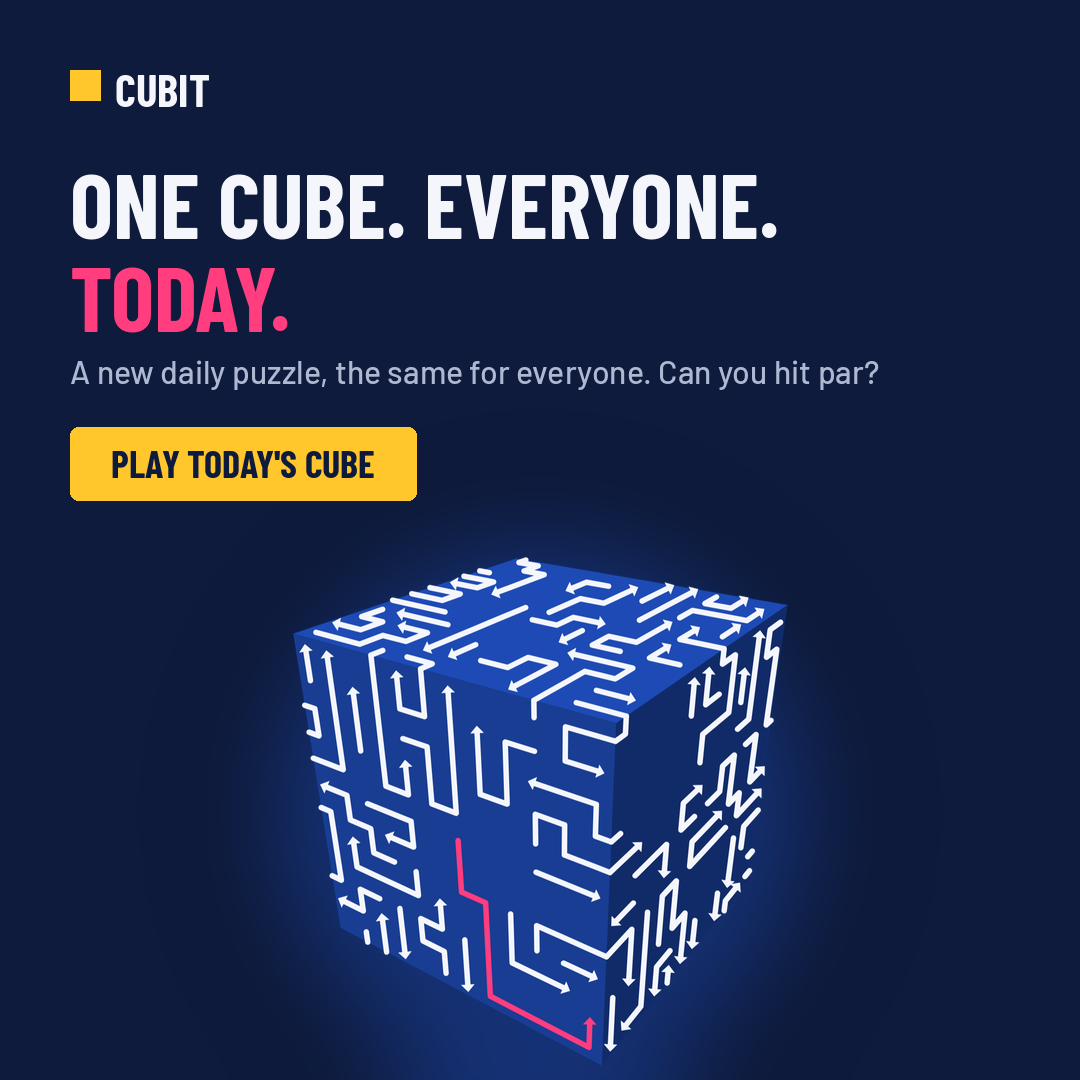 CUBIT
ONE CUBE. EVERYONE.
TODAY.
A new daily puzzle, the same for everyone. Can you hit par?
PLAY TODAY'S CUBE